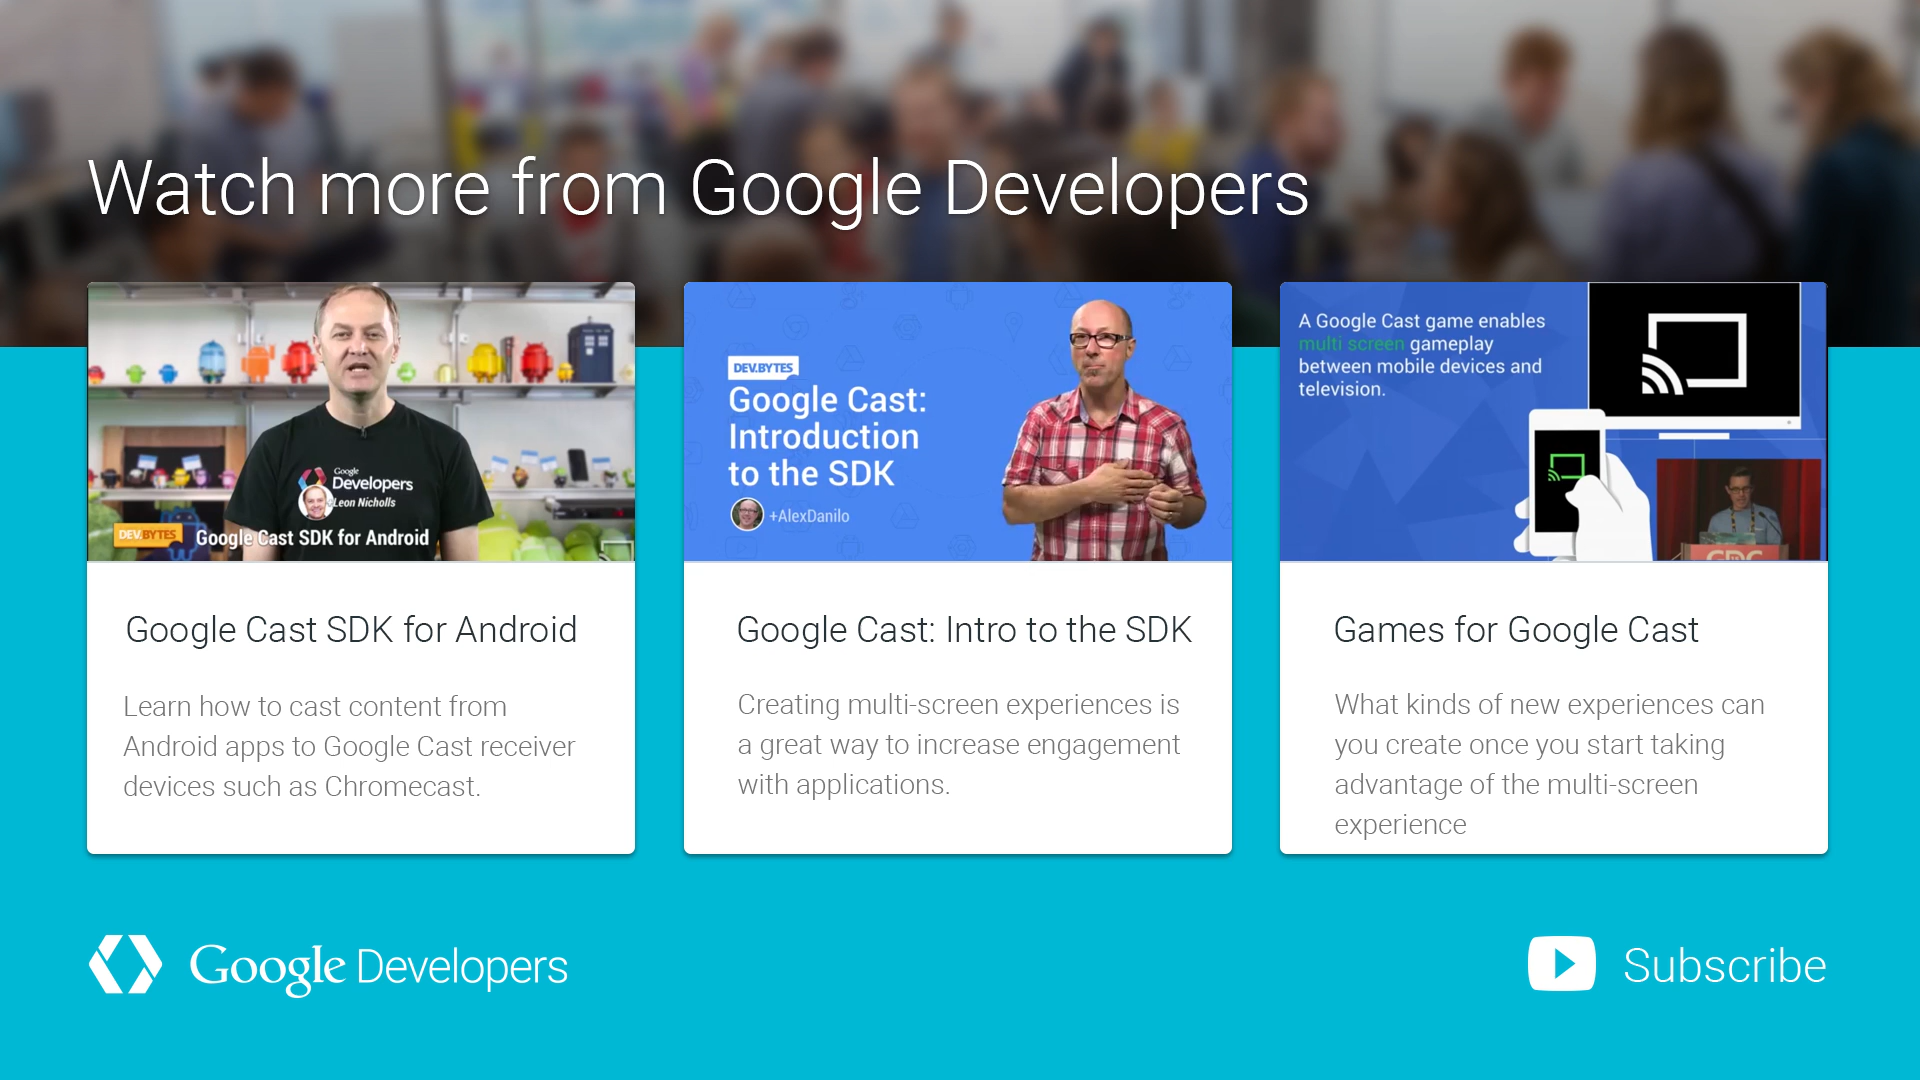 Watch more from Google Developers
Google
Developers
+Leon Nicholls
DEV.BYTES
Google Cast SDK for Android
Google Cast SDK for Android
Learn how to cast content from
Android apps to Google Cast receiver
devices such as Chromecast.
DEV.BYTES
Google Cast:
Introduction
to the SDK
+AlexDanilo
Google Cast: Intro to the SDK
Creating multi-screen experiences is
a great way to increase engagement
with applications.
A Google Cast game enables
multi screen gameplay
between mobile devices and
television.
GDC
Games for Google Cast
What kinds of new experiences can
you create once you start taking
advantage of the multi-screen
experience
Google Developers
Subscribe